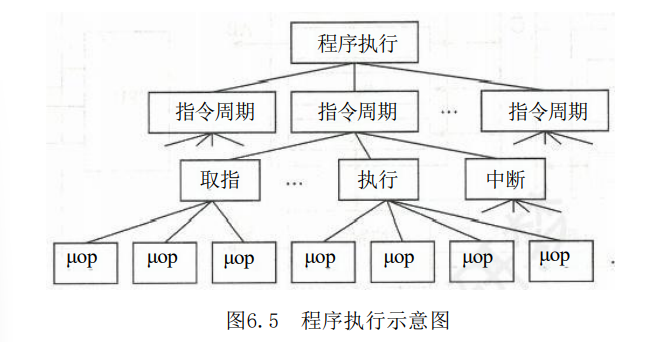 程序执行
指令周期 指令周期 … 指令周期
取指 … 执行 中断
μop μop μop μop μop μop μop
图6.5 程序执行示意图